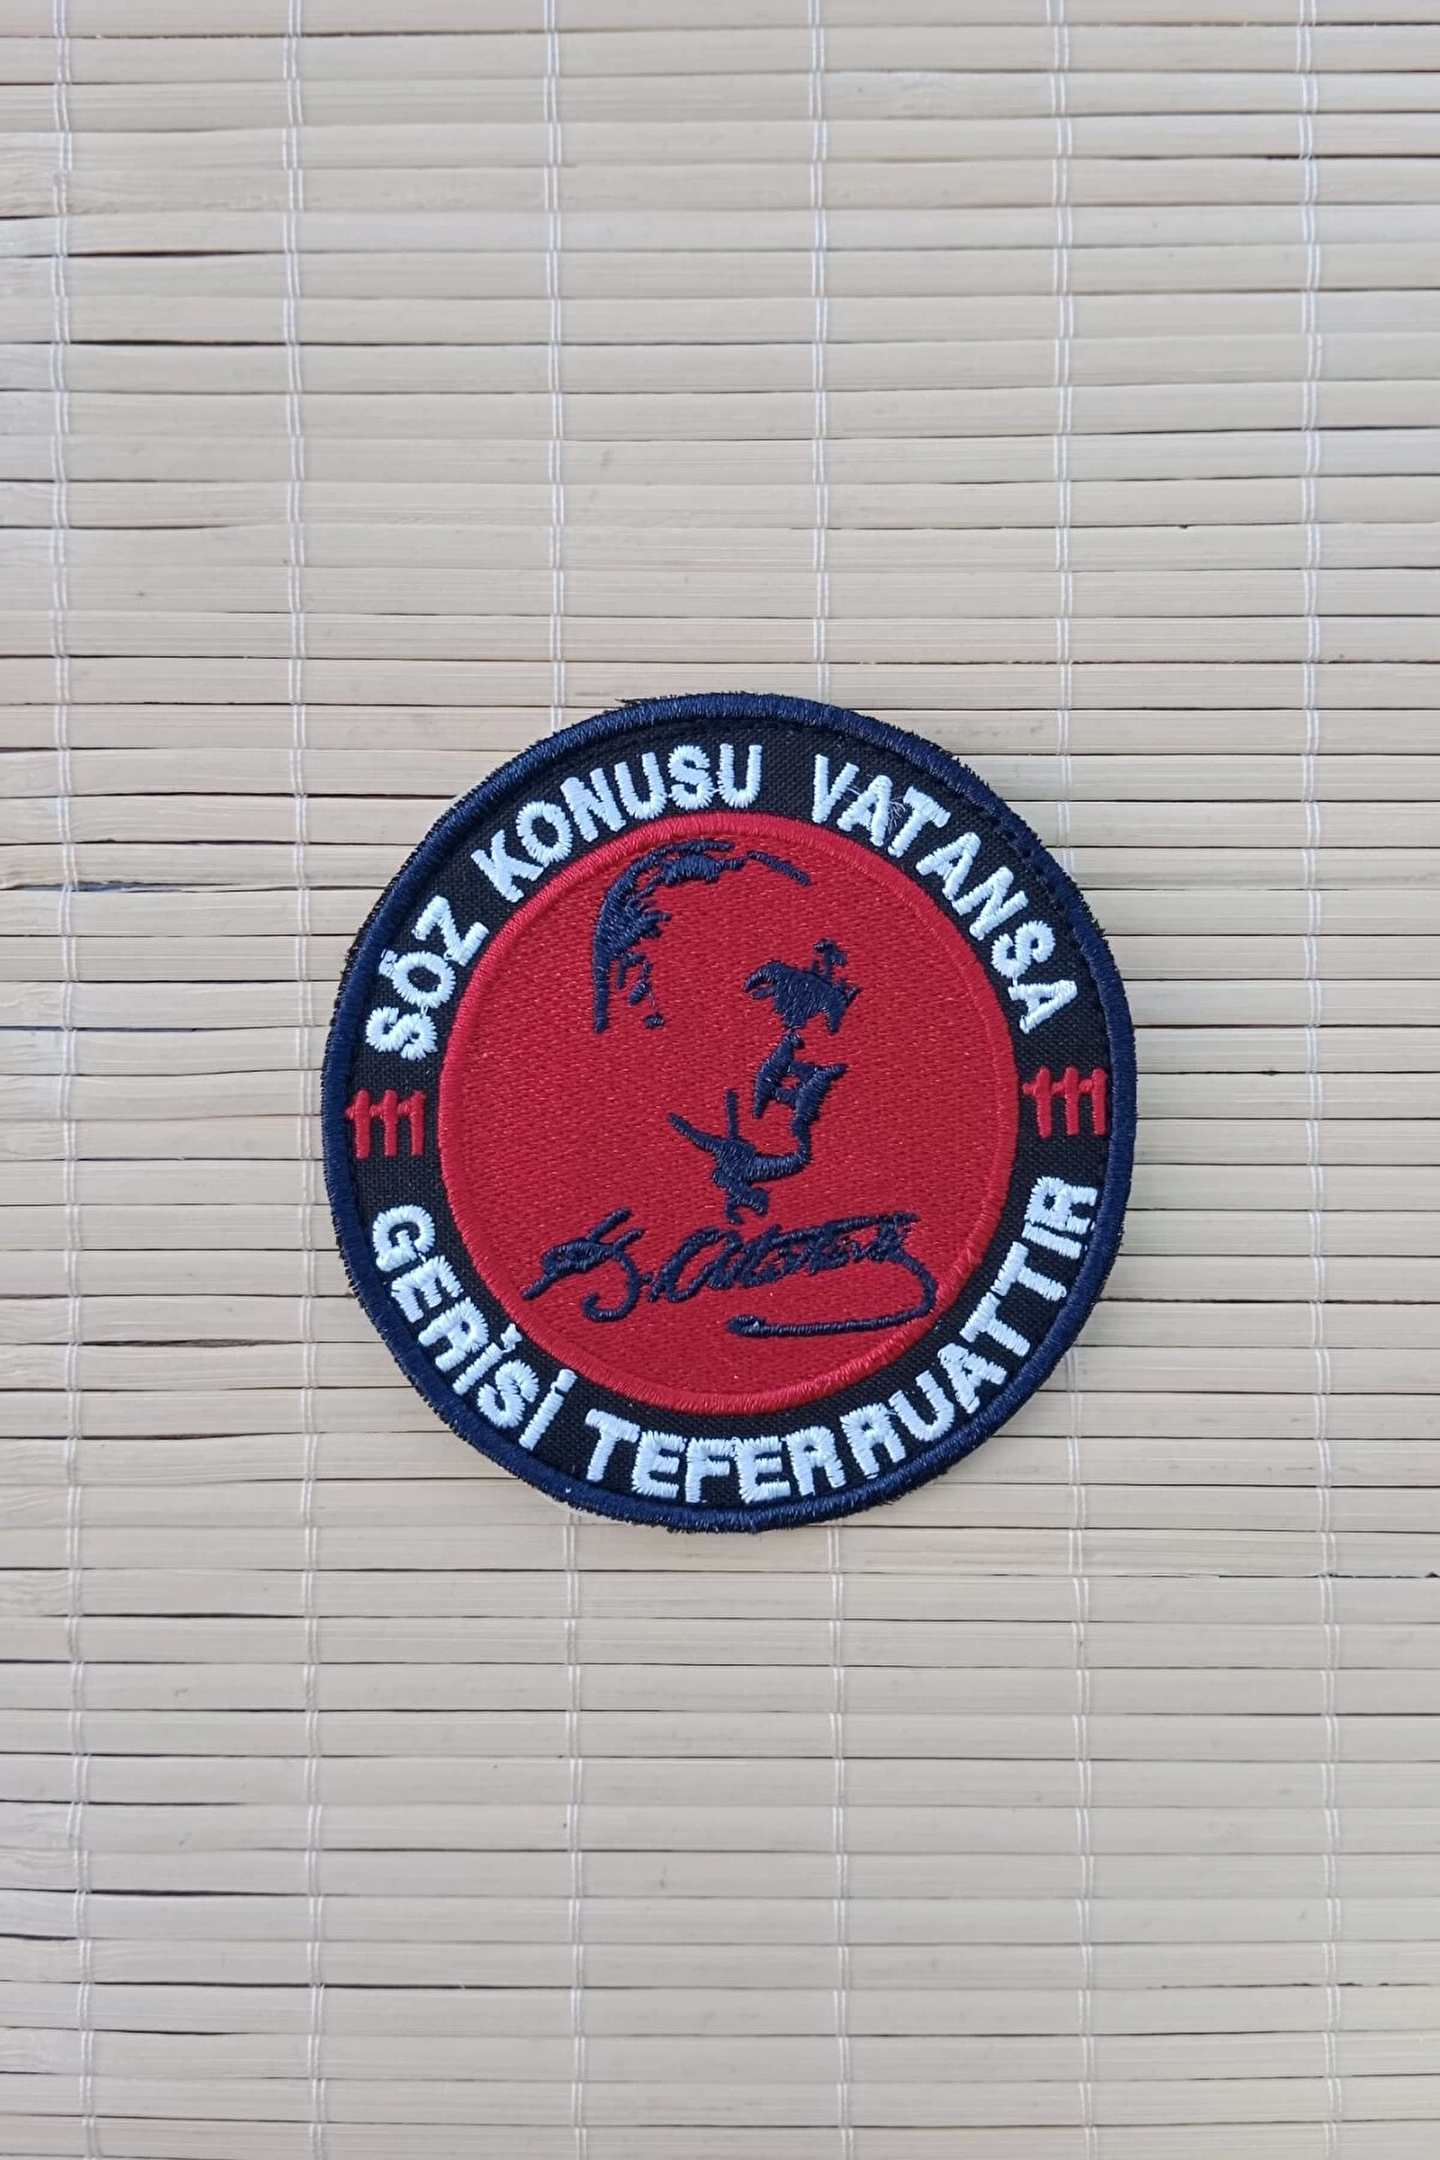 SÖZ KONUSU VATANSA
111 111
GERİSİ TEFERRUATTIR
K. Atatürk